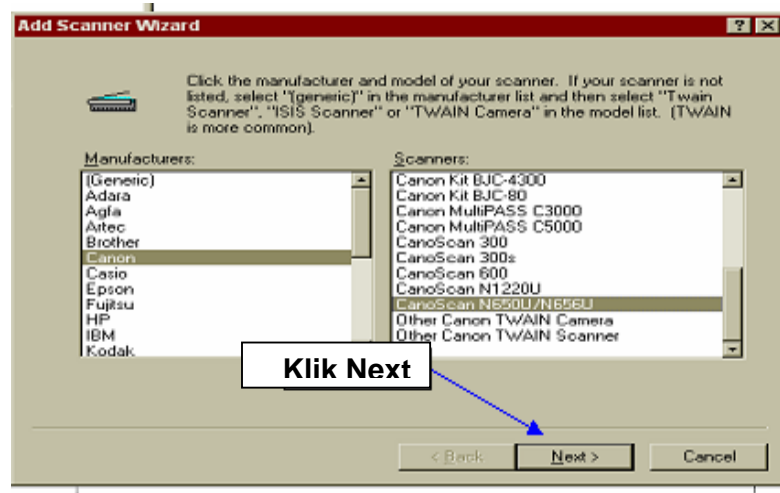 Add Scanner Wizard
Click the manufacturer and model of your scanner. If your scanner is not
listed, select "(generic)" in the manufacturer list and then select "Twain
Scanner", "ISIS Scanner" or "TWAIN Camera" in the model list. (TWAIN
is more common).
Manufacturers:
(Generic)
Adara
Agfa
Artec
Brother
Canon
Casio
Epson
Fujitsu
HP
IBM
Kodak
Scanners:
Canon Kit BJC-4300
Canon Kit BJC-80
Canon MultiPASS C3000
Canon MultiPASS C5000
CanoScan 300
CanoScan 300s
CanoScan 600
CanoScan N1220U
CanoScan N650U/N656U
Other Canon TWAIN Camera
Other Canon TWAIN Scanner
Klik Next
< Back
Next >
Cancel